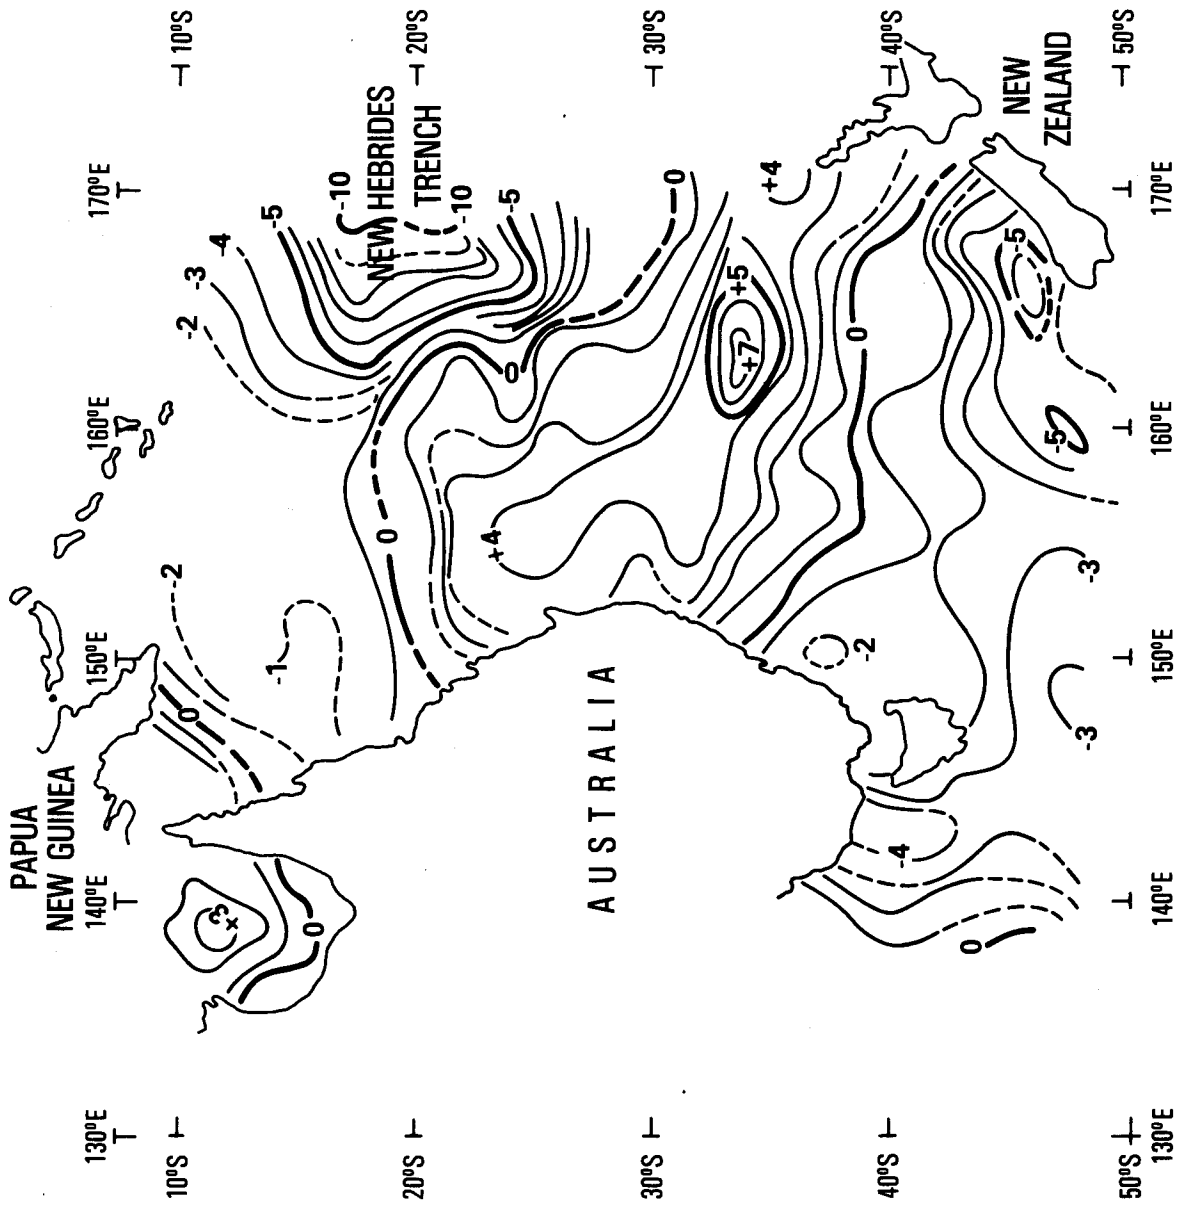 PAPUA
NEW GUINEA
130°E
140°E
150°E
160°E
170°E
10°S
10°S
-2
-3
-4
-5
-10
NEW HEBRIDES
TRENCH
-10
-5
-2
-1
0
+3
0
0
0
20°S
20°S
+4
0
AUSTRALIA
30°S
30°S
+5
+7
+4
0
-2
-4
0
-5
-5
-3
-3
0
40°S
40°S
NEW
ZEALAND
50°S
50°S
130°E
140°E
150°E
160°E
170°E